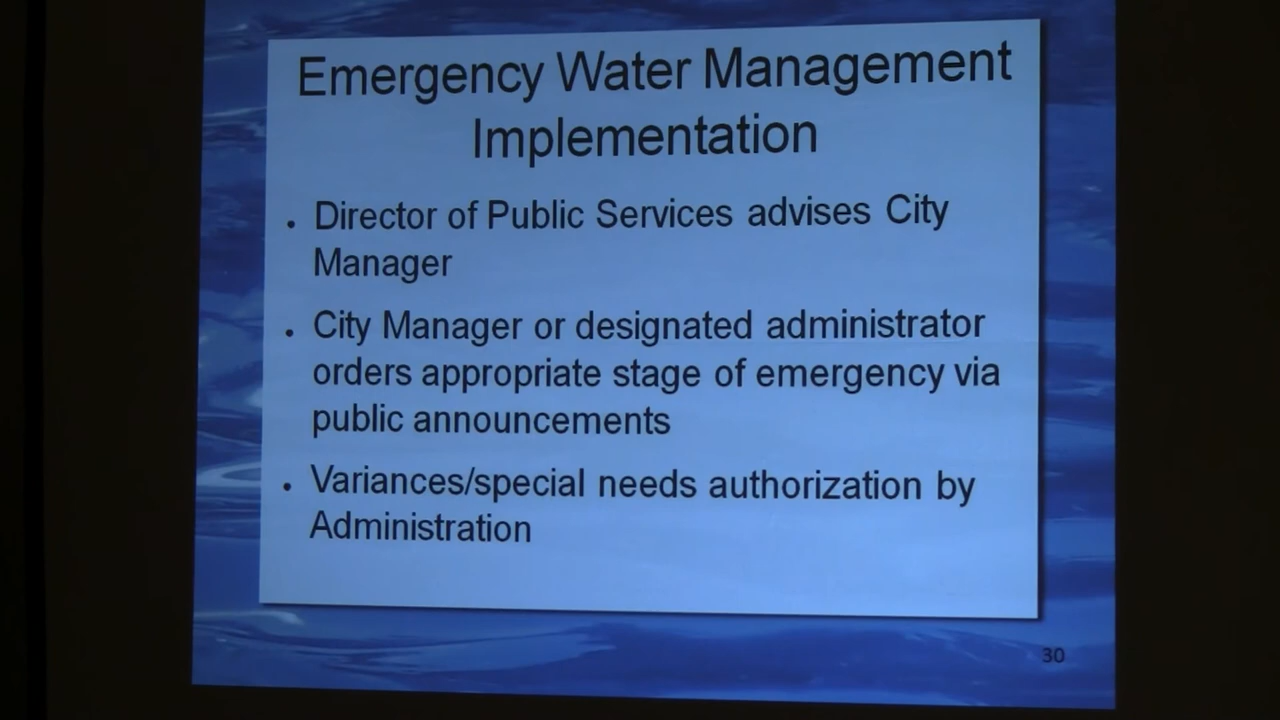 Emergency Water Management
Implementation
• Director of Public Services advises City
Manager
• City Manager or designated administrator
orders appropriate stage of emergency via
public announcements
• Variances/special needs authorization by
Administration
30